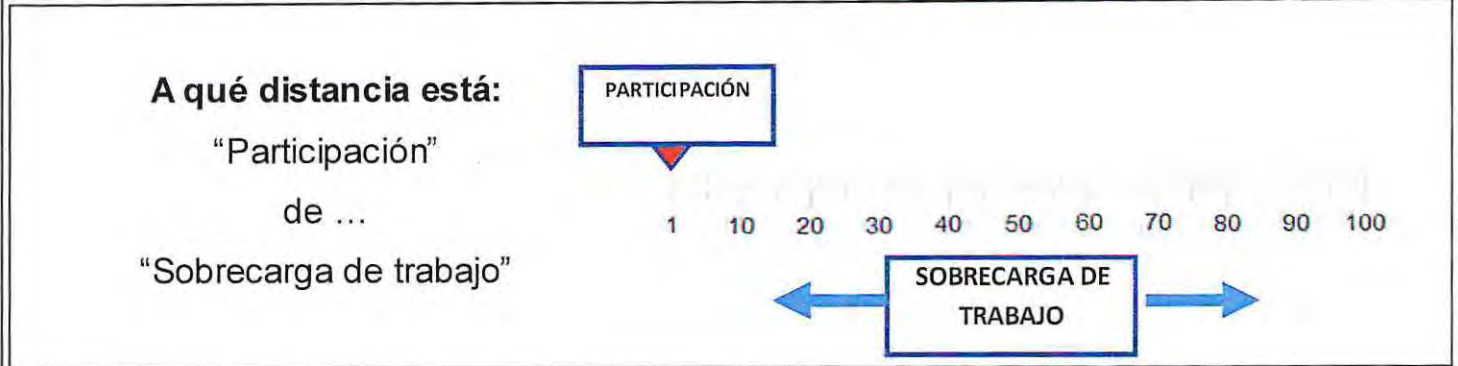 A qué distancia está:
“Participación”
de ...
“Sobrecarga de trabajo”
PARTICIPACIÓN
1 10 20 30 40 50 60 70 80 90 100
SOBRECARGA DE
TRABAJO